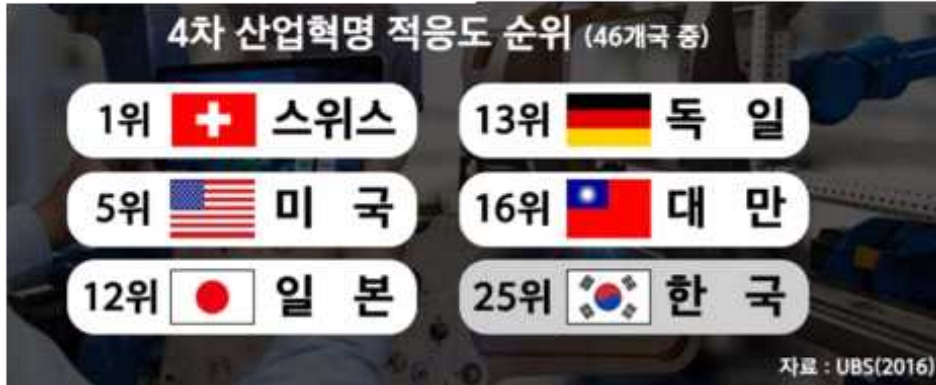 4차 산업혁명 적응도 순위 (46개국 중)
1위 스위스
5위 미 국
12위 일 본
13위 독 일
16위 대 만
25위 한 국
자료 : UBS(2016)